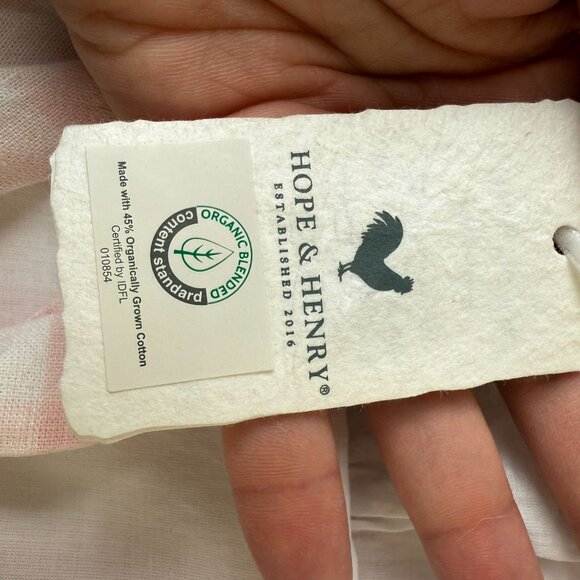 HOPE & HENRY®
ESTABLISHED 2016
ORGANIC BLENDED
content standard
Made with 45% Organically Grown Cotton
Certified by IDFL
010854